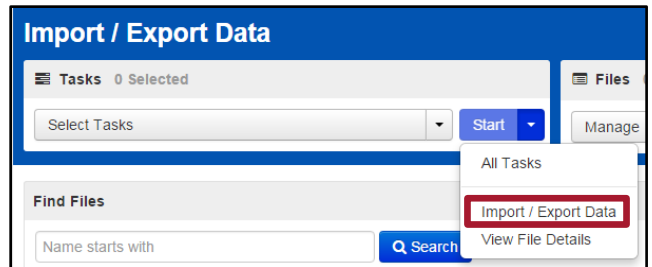 Import / Export Data
Tasks 0 Selected
Files
Select Tasks
Start
Manage
All Tasks
Import / Export Data
View File Details
Find Files
Name starts with
Search